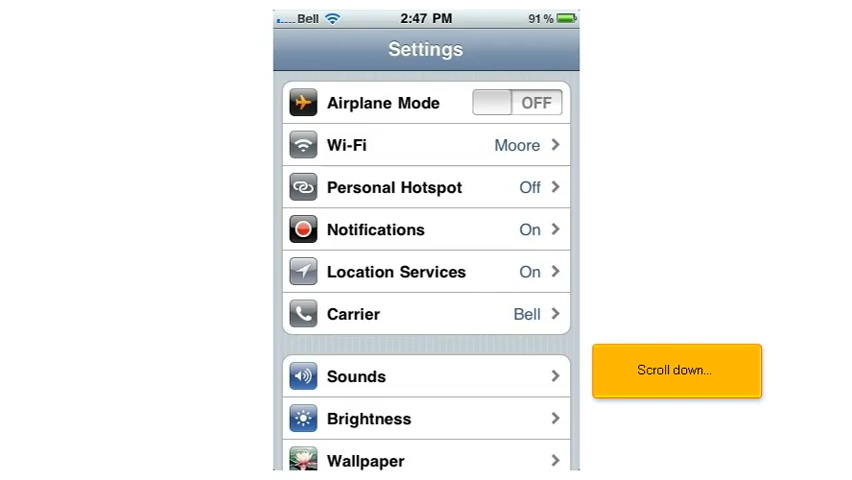 Bell 2:47 PM 91 %
Settings
Airplane Mode OFF
Wi-Fi Moore
Personal Hotspot Off
Notifications On
Location Services On
Carrier Bell
Sounds
Scroll down...
Brightness
Wallpaper